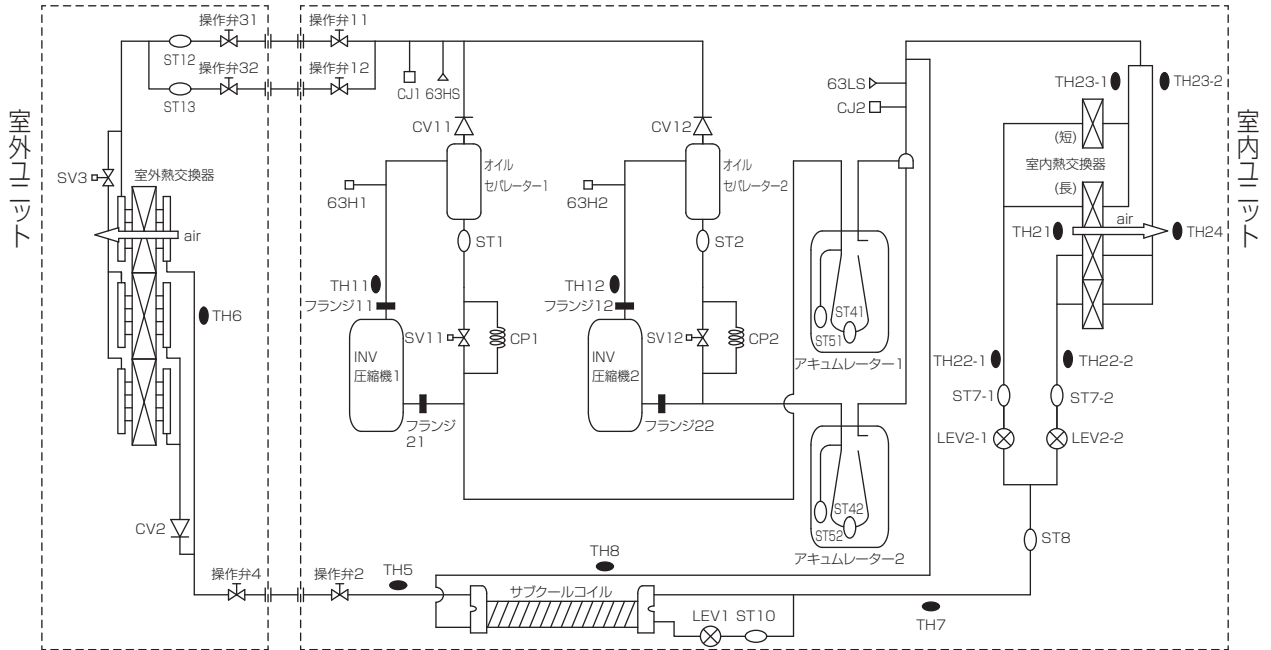 操作弁31
操作弁11
ST12
操作弁32
操作弁12
ST13
CJ1
63HS
63LS
CJ2
TH23-1
TH23-2
室外ユニット
室内ユニット
SV3
室外熱交換器
air
CV11
CV12
オイル
セパレーター1
オイル
セパレーター2
63H1
63H2
(短)
室内熱交換器
(長)
air
TH21
TH24
ST1
ST2
TH6
TH11
フランジ11
TH12
フランジ12
SV11
CP1
SV12
CP2
INV
圧縮機1
INV
圧縮機2
ST41
ST51
アキュムレーター1
フランジ
21
フランジ22
TH22-1
TH22-2
ST7-1
ST7-2
LEV2-1
LEV2-2
ST42
ST52
アキュムレーター2
CV2
ST8
操作弁4
操作弁2
TH5
TH8
サブクールコイル
LEV1
ST10
TH7